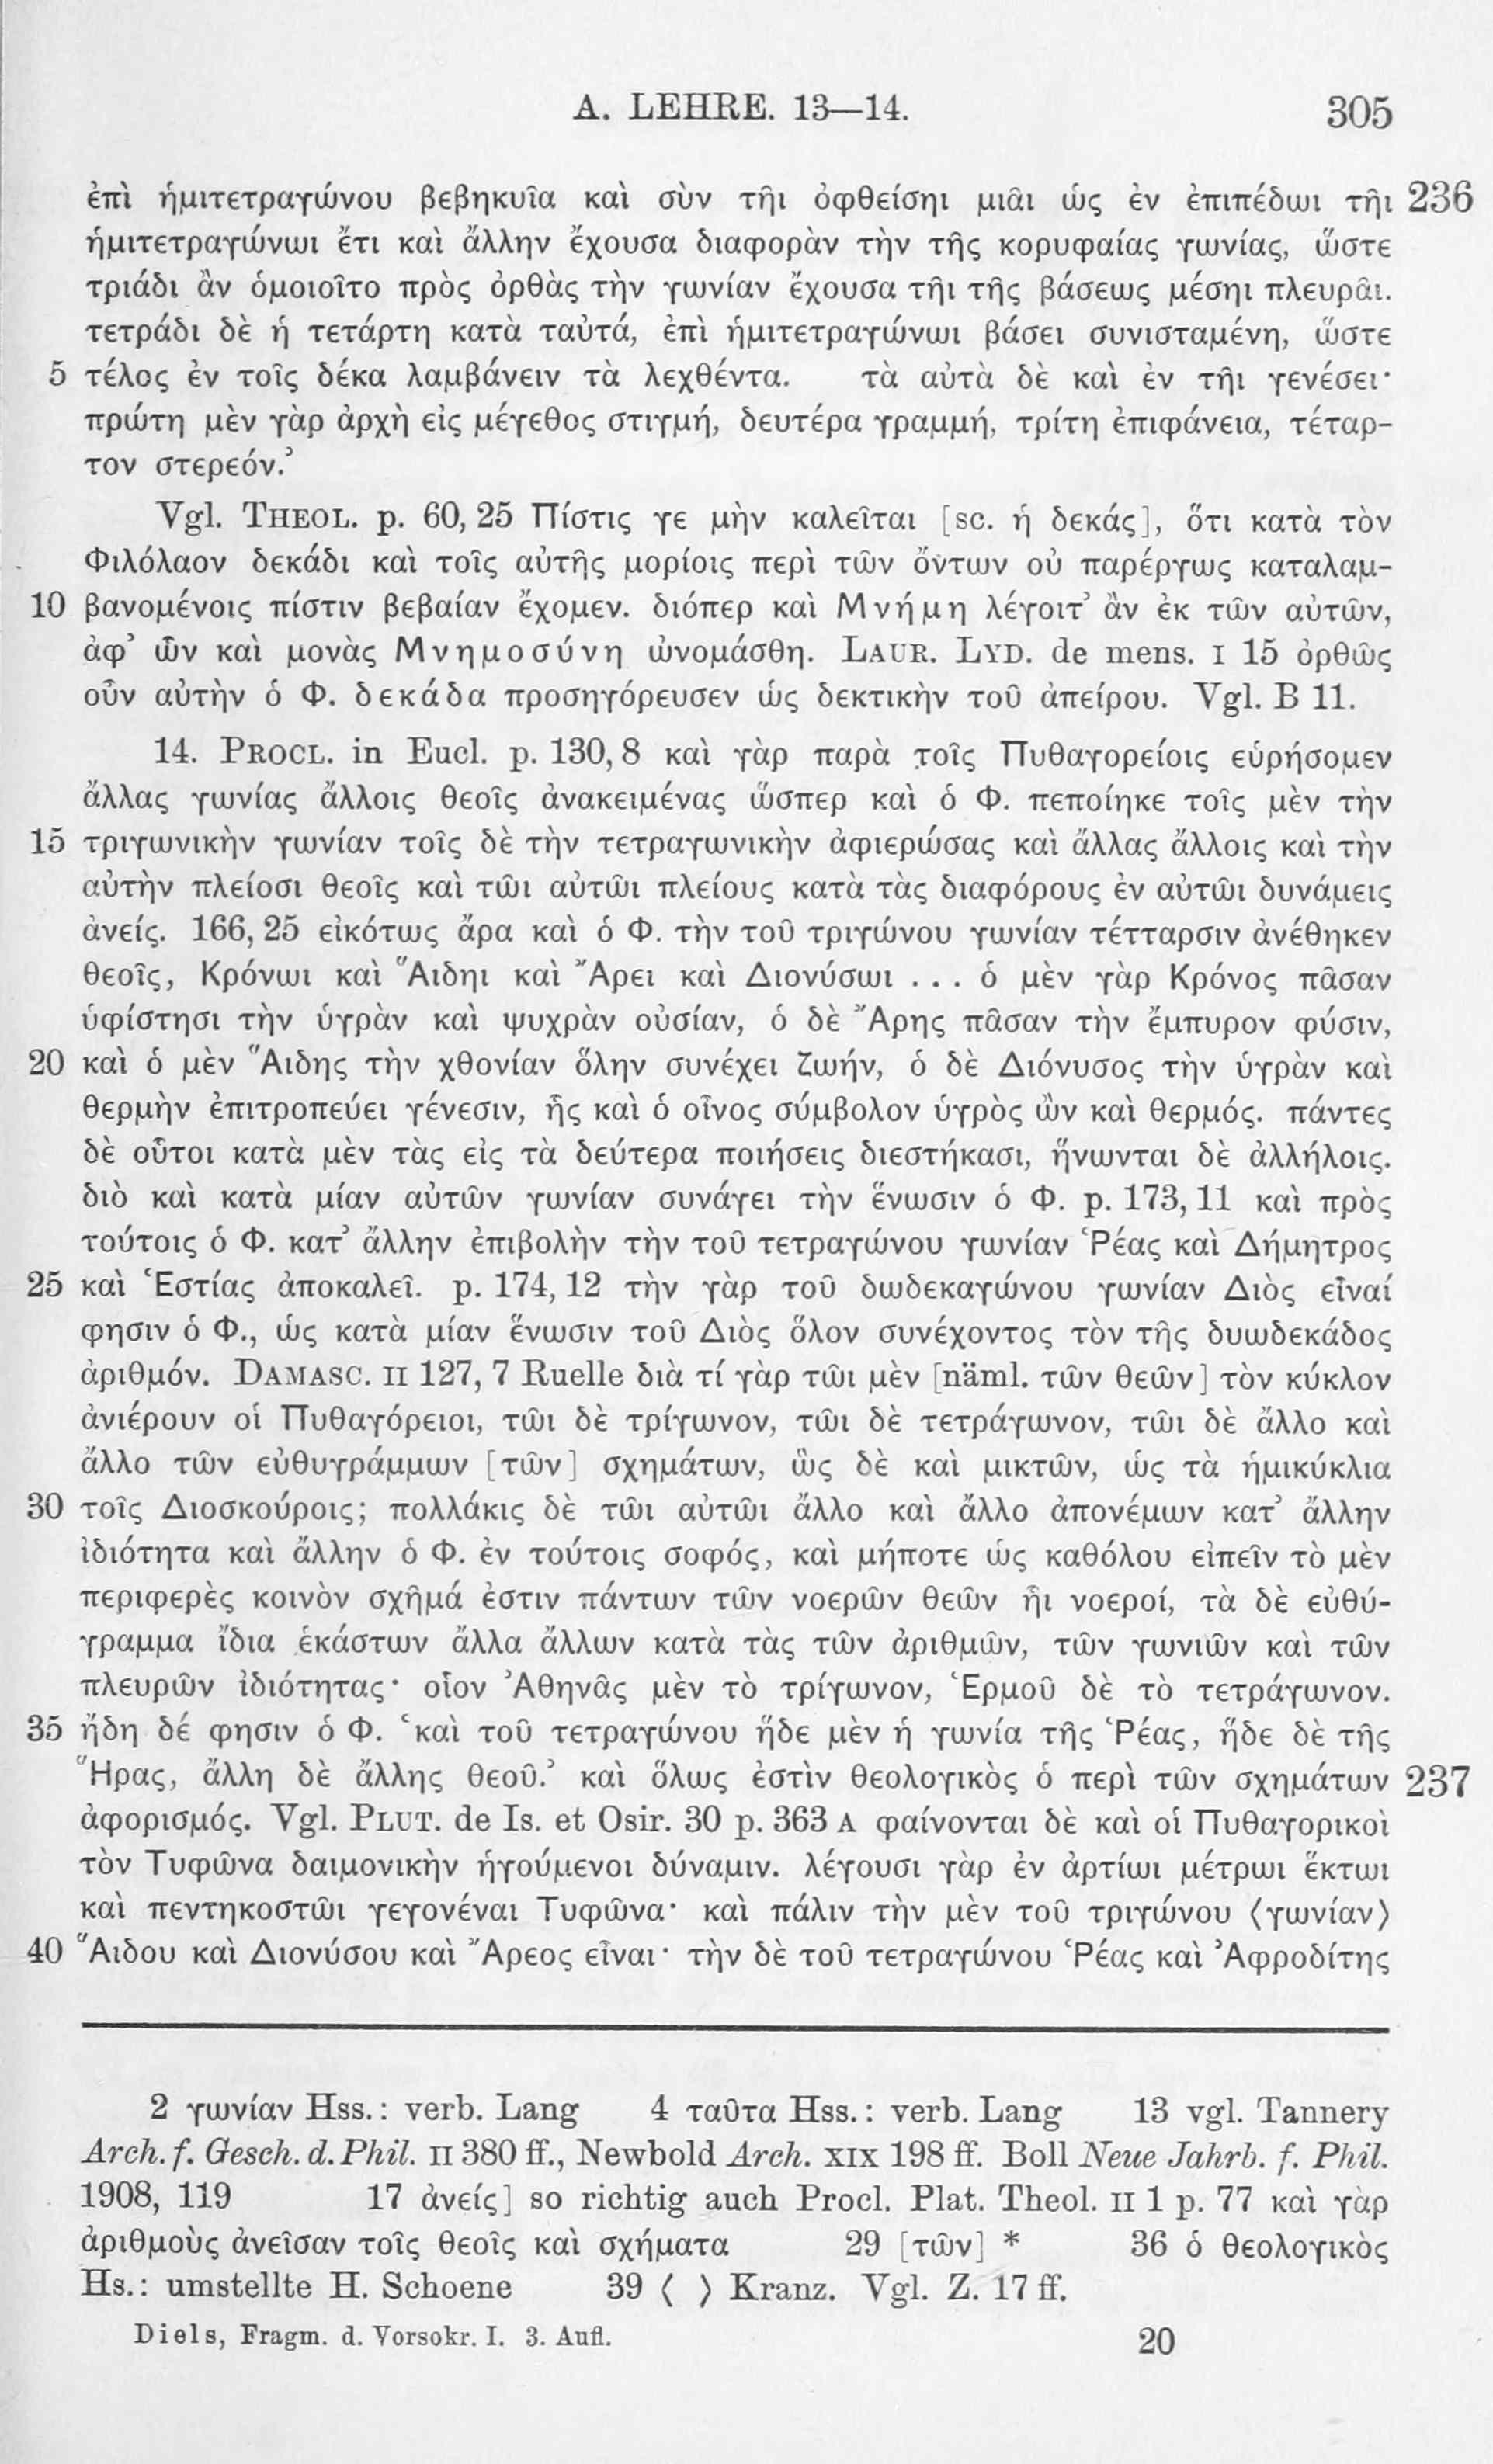 A. LEHRE. 13—14. 305
ἐπὶ ἡμιτετραγώνου βεβηκυῖα καὶ σὺν τῆι ὀφθείσηι μιᾶι ὡς ἐν ἐπιπέδωι τῆι 236
ἡμιτετραγώνωι ἔτι καὶ ἄλλην ἔχουσα διαφορὰν τὴν τῆς κορυφαίας γωνίας, ὥστε
τριάδι ἂν ὁμοιοῖτο πρὸς ὀρθὰς τὴν γωνίαν ἔχουσα τῆι τῆς βάσεως μέσηι πλευρᾶι.
τετράδι δὲ ἡ τετάρτη κατὰ ταὐτά, ἐπὶ ἡμιτετραγώνωι βάσει συνισταμένη, ὥστε
5 τέλος ἐν τοῖς δέκα λαμβάνειν τὰ λεχθέντα. τὰ αὐτὰ δὲ καὶ ἐν τῆι γενέσει·
πρώτη μὲν γὰρ ἀρχὴ εἰς μέγεθος στιγμή, δευτέρα γραμμή, τρίτη ἐπιφάνεια, τέταρ-
τον στερεόν.’
Vgl. THEOL. p. 60, 25 Πίστις γε μὴν καλεῖται [sc. ἡ δεκάς], ὅτι κατὰ τὸν
Φιλόλαον δεκάδι καὶ τοῖς αὐτῆς μορίοις περὶ τῶν ὄντων οὐ παρέργως καταλαμ-
10 βανομένοις πίστιν βεβαίαν ἔχομεν. διόπερ καὶ Μνήμη λέγοιτ’ ἂν ἐκ τῶν αὐτῶν,
ἀφ’ ὧν καὶ μονὰς Μνημοσύνη ὠνομάσθη. LAUR. LYD. de mens. I 15 ὀρθῶς
οὖν αὐτὴν ὁ Φ. δεκάδα προσηγόρευσεν ὡς δεκτικὴν τοῦ ἀπείρου. Vgl. B 11.
14. PROCL. in Eucl. p. 130, 8 καὶ γὰρ παρὰ τοῖς Πυθαγορείοις εὑρήσομεν
ἄλλας γωνίας ἄλλοις θεοῖς ἀνακειμένας ὥσπερ καὶ ὁ Φ. πεποίηκε τοῖς μὲν τὴν
15 τριγωνικὴν γωνίαν τοῖς δὲ τὴν τετραγωνικὴν ἀφιερώσας καὶ ἄλλας ἄλλοις καὶ τὴν
αὐτὴν πλείοσι θεοῖς καὶ τῶι αὐτῶι πλείους κατὰ τὰς διαφόρους ἐν αὐτῶι δυνάμεις
ἀνείς. 166, 25 εἰκότως ἄρα καὶ ὁ Φ. τὴν τοῦ τριγώνου γωνίαν τέτταρσιν ἀνέθηκεν
θεοῖς, Κρόνωι καὶ Ἅιδηι καὶ Ἄρει καὶ Διονύσωι ... ὁ μὲν γὰρ Κρόνος πᾶσαν
ὑφίστησι τὴν ὑγρὰν καὶ ψυχρὰν οὐσίαν, ὁ δὲ Ἄρης πᾶσαν τὴν ἔμπυρον φύσιν,
20 καὶ ὁ μὲν Ἅιδης τὴν χθονίαν ὅλην συνέχει ζωήν, ὁ δὲ Διόνυσος τὴν ὑγρὰν καὶ
θερμὴν ἐπιτροπεύει γένεσιν, ἧς καὶ ὁ οἶνος σύμβολον ὑγρὸς ὢν καὶ θερμός. πάντες
δὲ οὗτοι κατὰ μὲν τὰς εἰς τὰ δεύτερα ποιήσεις διεστήκασι, ἥνωνται δὲ ἀλλήλοις.
διὸ καὶ κατὰ μίαν αὐτῶν γωνίαν συνάγει τὴν ἕνωσιν ὁ Φ. p. 173, 11 καὶ πρὸς
τούτοις ὁ Φ. κατ’ ἄλλην ἐπιβολὴν τὴν τοῦ τετραγώνου γωνίαν Ῥέας καὶ Δήμητρος
25 καὶ Ἑστίας ἀποκαλεῖ. p. 174, 12 τὴν γὰρ τοῦ δωδεκαγώνου γωνίαν Διὸς εἶναί
φησιν ὁ Φ., ὡς κατὰ μίαν ἕνωσιν τοῦ Διὸς ὅλον συνέχοντος τὸν τῆς δυωδεκάδος
ἀριθμόν. DAMASC. II 127, 7 Ruelle διὰ τί γὰρ τῶι μὲν [näml. τῶν θεῶν] τὸν κύκλον
ἀνιέρουν οἱ Πυθαγόρειοι, τῶι δὲ τρίγωνον, τῶι δὲ τετράγωνον, τῶι δὲ ἄλλο καὶ
ἄλλο τῶν εὐθυγράμμων [τῶν] σχημάτων, ὣς δὲ καὶ μικτῶν, ὡς τὰ ἡμικύκλια
30 τοῖς Διοσκούροις; πολλάκις δὲ τῶι αὐτῶι ἄλλο καὶ ἄλλο ἀπονέμων κατ’ ἄλλην
ἰδιότητα καὶ ἄλλην ὁ Φ. ἐν τούτοις σοφός, καὶ μήποτε ὡς καθόλου εἰπεῖν τὸ μὲν
περιφερὲς κοινὸν σχῆμά ἐστιν πάντων τῶν νοερῶν θεῶν ἧι νοεροί, τὰ δὲ εὐθύ-
γραμμα ἴδια ἑκάστων ἄλλα ἄλλων κατὰ τὰς τῶν ἀριθμῶν, τῶν γωνιῶν καὶ τῶν
πλευρῶν ἰδιότητας· οἷον Ἀθηνᾶς μὲν τὸ τρίγωνον, Ἑρμοῦ δὲ τὸ τετράγωνον.
35 ἤδη δέ φησιν ὁ Φ. ‘καὶ τοῦ τετραγώνου ἥδε μὲν ἡ γωνία τῆς Ῥέας, ἥδε δὲ τῆς
Ἥρας, ἄλλη δὲ ἄλλης θεοῦ.’ καὶ ὅλως ἐστὶν θεολογικὸς ὁ περὶ τῶν σχημάτων 237
ἀφορισμός. Vgl. PLUT. de Is. et Osir. 30 p. 363 A φαίνονται δὲ καὶ οἱ Πυθαγορικοὶ
τὸν Τυφῶνα δαιμονικὴν ἡγούμενοι δύναμιν. λέγουσι γὰρ ἐν ἀρτίωι μέτρωι ἕκτωι
καὶ πεντηκοστῶι γεγονέναι Τυφῶνα· καὶ πάλιν τὴν μὲν τοῦ τριγώνου ⟨γωνίαν⟩
40 Ἅιδου καὶ Διονύσου καὶ Ἄρεος εἶναι· τὴν δὲ τοῦ τετραγώνου Ῥέας καὶ Ἀφροδίτης
2 γωνίαν Hss.: verb. Lang 4 ταῦτα Hss.: verb. Lang 13 vgl. Tannery
Arch. f. Gesch. d. Phil. II 380 ff., Newbold Arch. XIX 198 ff. Boll Neue Jahrb. f. Phil.
1908, 119 17 ἀνείς] so richtig auch Procl. Plat. Theol. II 1 p. 77 καὶ γὰρ
ἀριθμοὺς ἀνεῖσαν τοῖς θεοῖς καὶ σχήματα 29 [τῶν] * 36 ὁ θεολογικὸς
Hs.: umstellte H. Schoene 39 ⟨ ⟩ Kranz. Vgl. Z. 17 ff.
Diels, Fragm. d. Vorsokr. I. 3. Aufl. 20